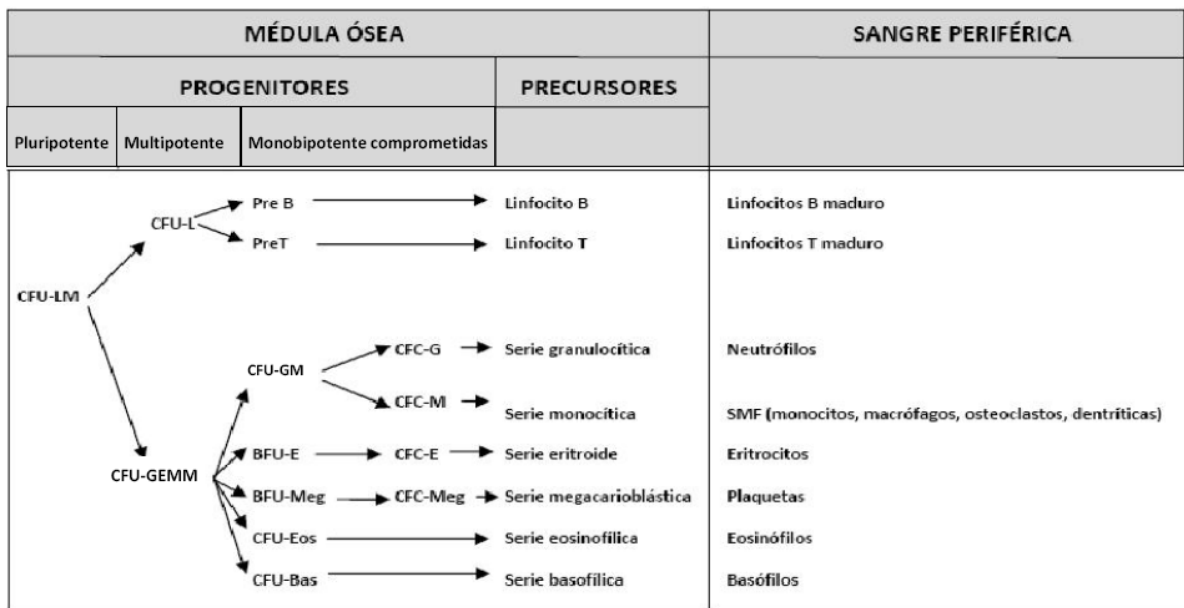 MÉDULA ÓSEA SANGRE PERIFÉRICA
PROGENITORES PRECURSORES
Pluripotente Multipotente Monobipotente comprometidas
Pre B Linfocito B Linfocitos B maduro
CFU-L
PreT Linfocito T Linfocitos T maduro
CFU-LM
CFC-G Serie granulocítica Neutrófilos
CFU-GM
CFC-M Serie monocítica SMF (monocitos, macrófagos, osteoclastos, dentríticas)
BFU-E CFC-E Serie eritroide Eritrocitos
CFU-GEMM
BFU-Meg CFC-Meg Serie megacarioblástica Plaquetas
CFU-Eos Serie eosinofílica Eosinófilos
CFU-Bas Serie basofílica Basófilos